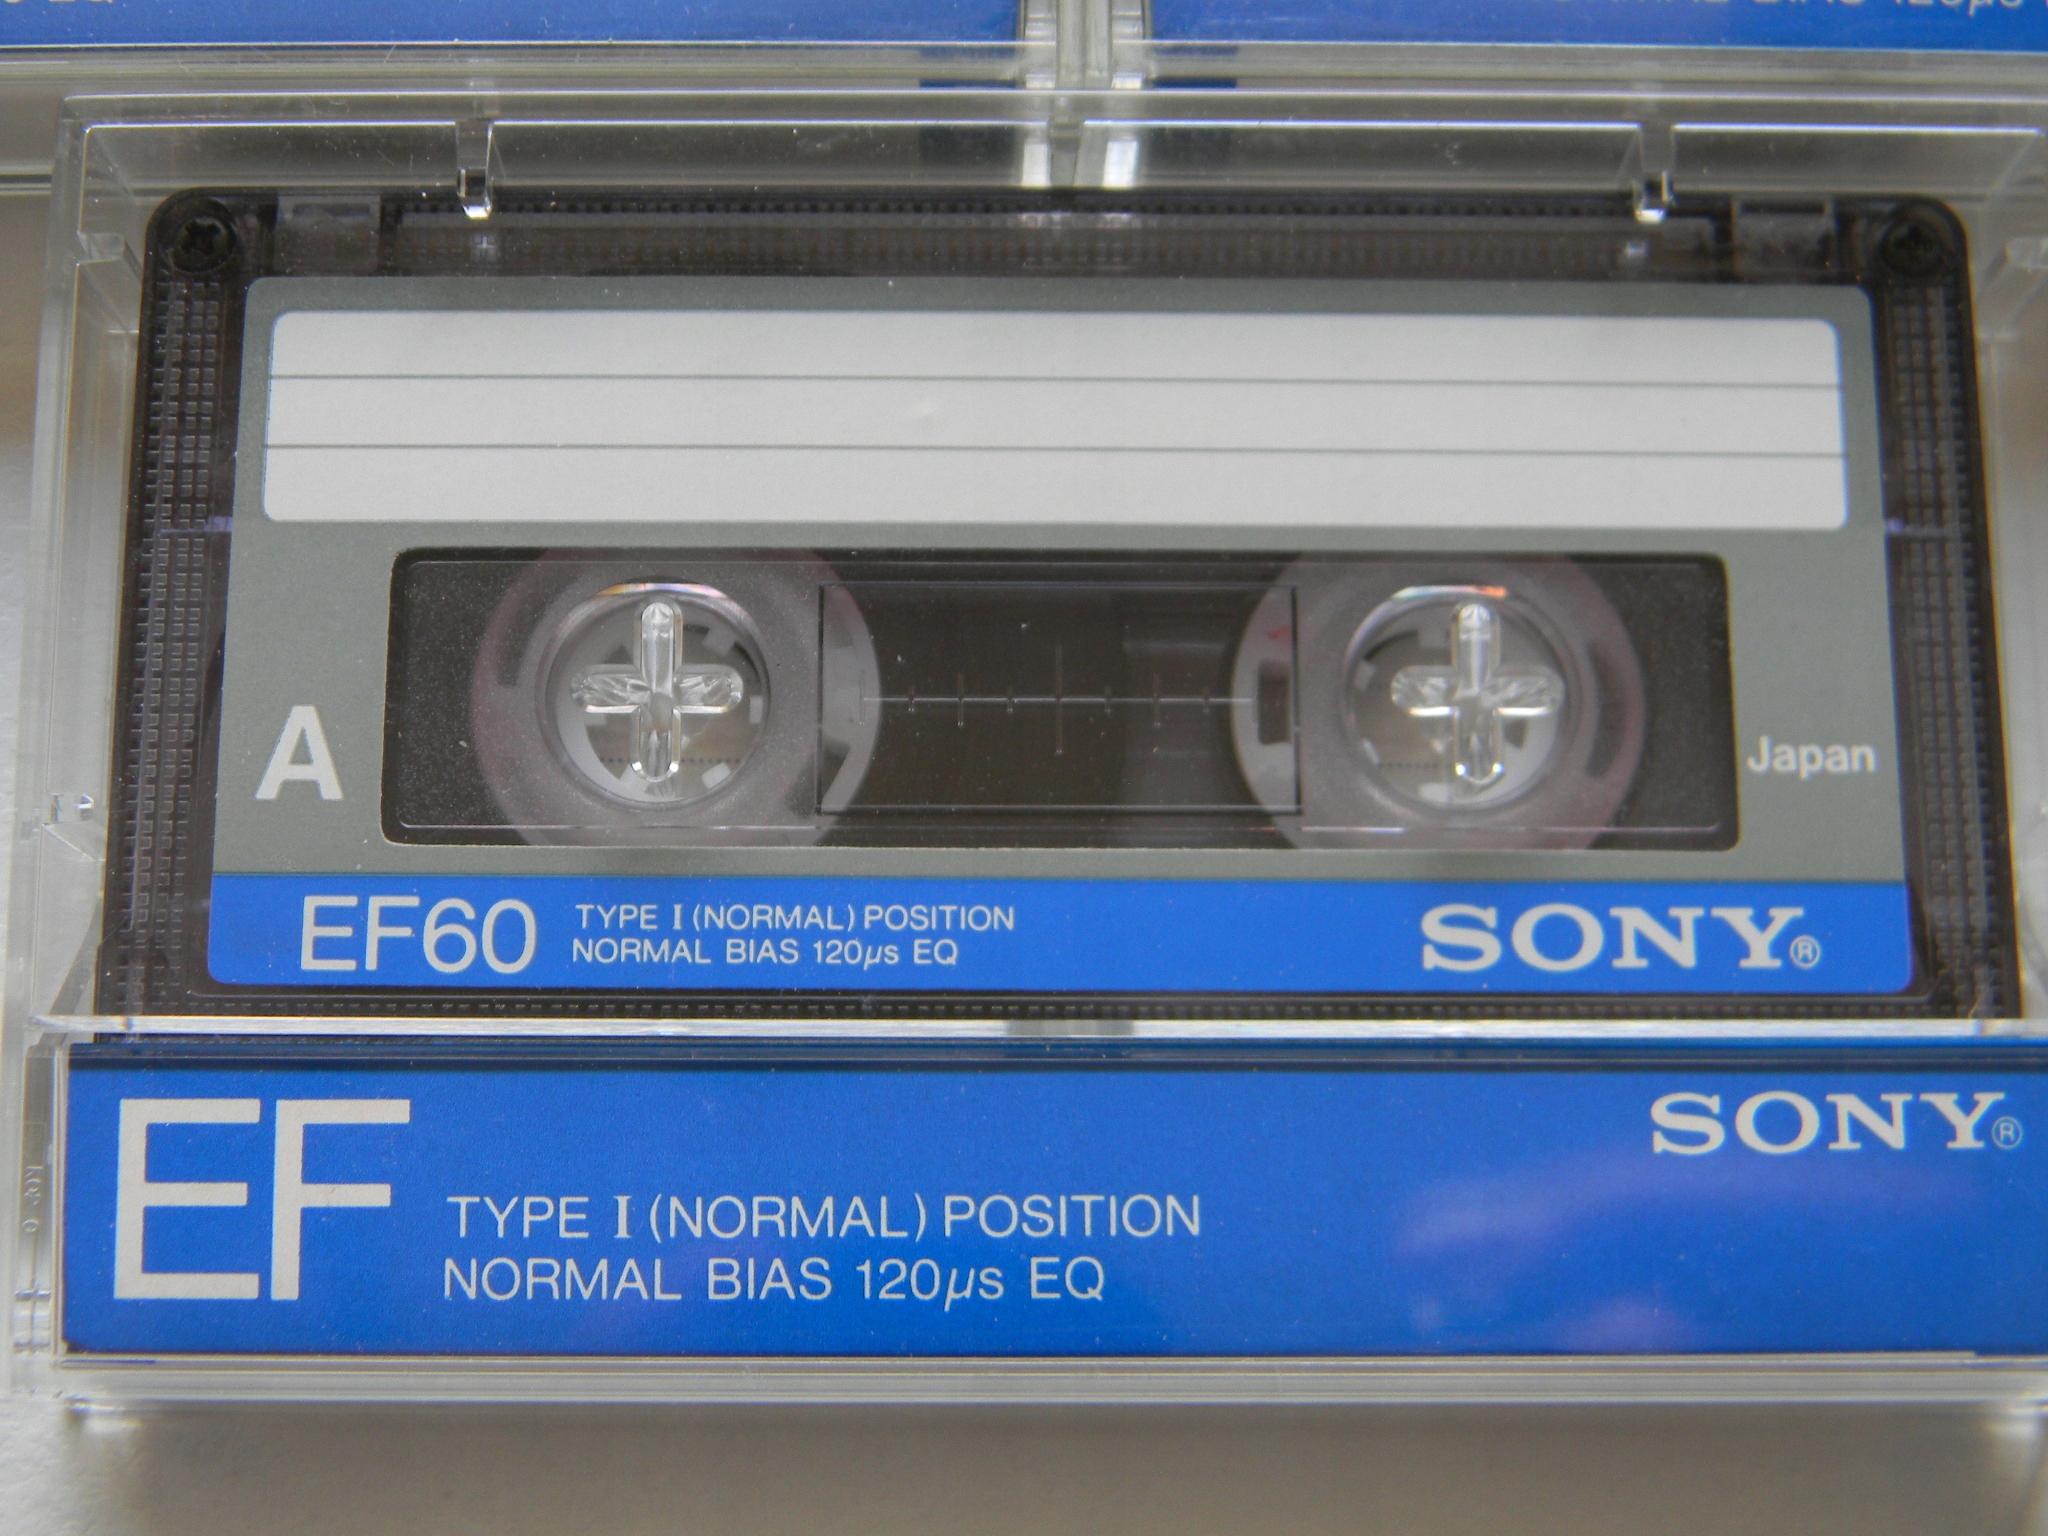 A
Japan
EF60
TYPE I (NORMAL) POSITION
NORMAL BIAS 120µs EQ
SONY®
EF
SONY®
TYPE I (NORMAL) POSITION
NORMAL BIAS 120µs EQ